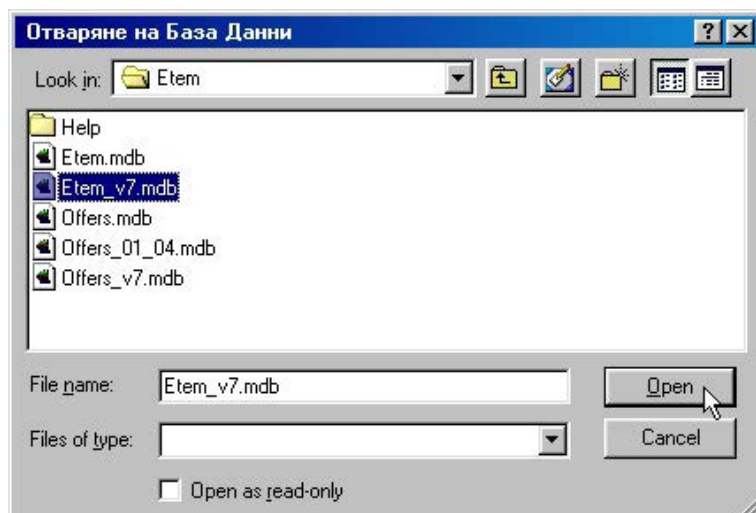 Отваряне на База Данни
Look in: Etem
Help
Etem.mdb
Etem_v7.mdb
Offers.mdb
Offers_01_04.mdb
Offers_v7.mdb
File name: Etem_v7.mdb Open
Files of type: Cancel
Open as read-only